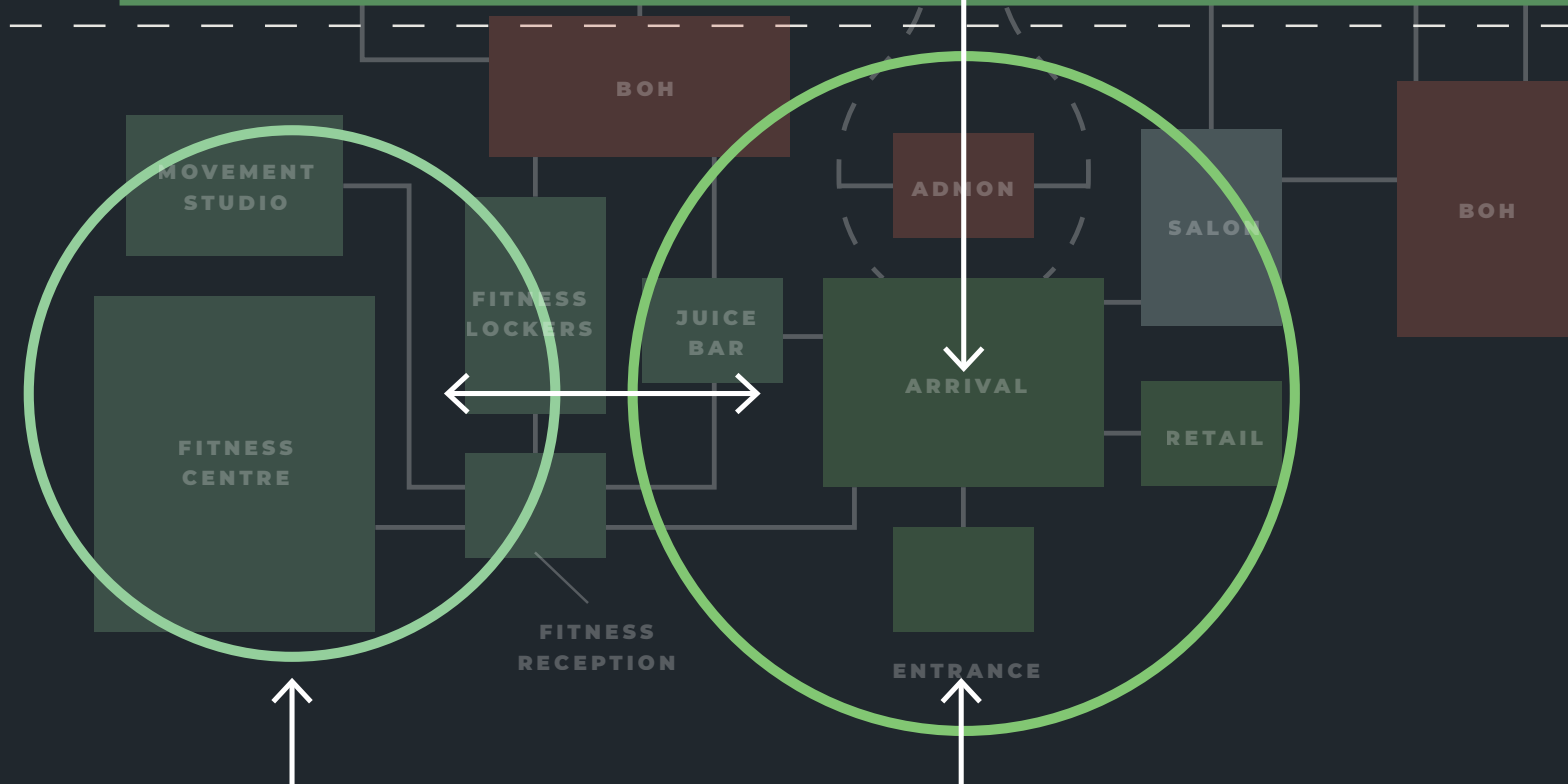 BOH
MOVEMENT
STUDIO
ADMON
BOH
SALON
FITNESS
LOCKERS
JUICE
BAR
ARRIVAL
RETAIL
FITNESS
CENTRE
FITNESS
RECEPTION
ENTRANCE